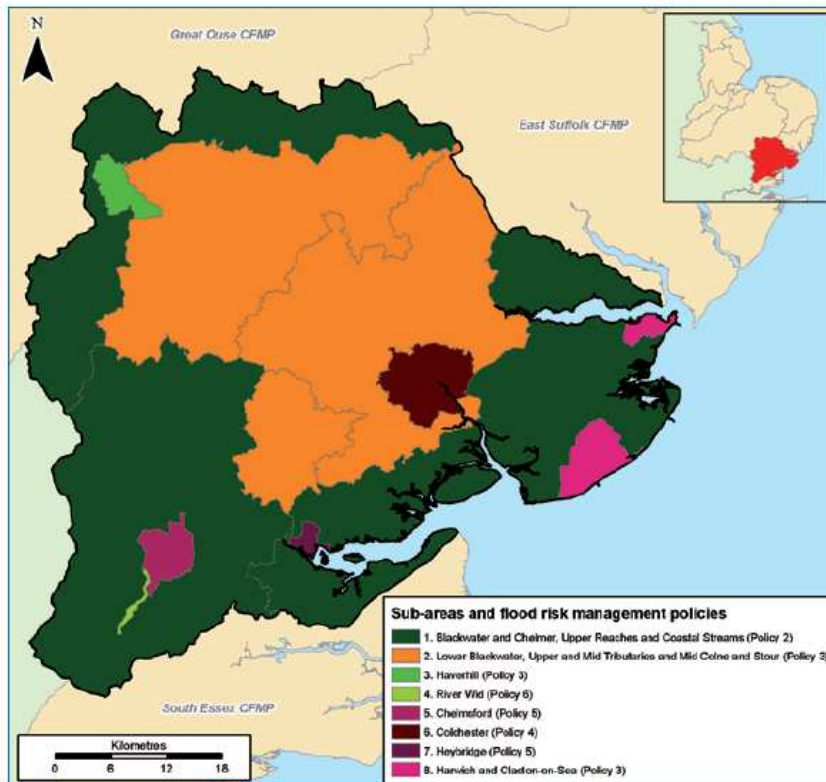 N
Great Ouse CFMP
East Suffolk CFMP
South Essex CFMP
Kilometres
0 6 12 18
Sub-areas and flood risk management policies
1. Blackwater and Chelmer, Upper Reaches and Coastal Streams (Policy 2)
2. Lower Blackwater, Upper and Mid Tributaries and Mid Colne and Stour (Policy 3)
3. Haverhill (Policy 3)
4. River Wid (Policy 6)
5. Chelmsford (Policy 5)
6. Colchester (Policy 4)
7. Heybridge (Policy 5)
8. Harwich and Clacton-on-Sea (Policy 3)